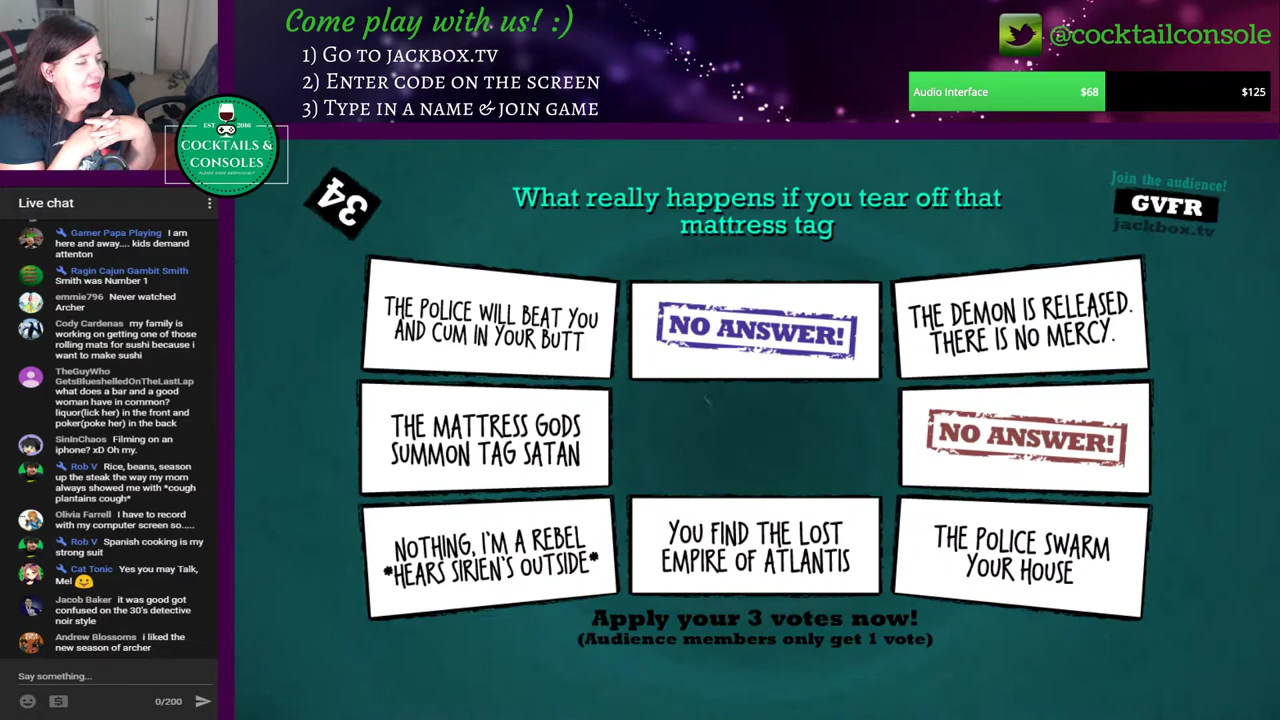 Come play with us! :)
1) Go to jackbox.tv
2) Enter code on the screen
3) Type in a name & join game
@cocktailconsole
Audio Interface $68 $125
EST 2016
COCKTAILS &
CONSOLES
Live chat
Gamer Papa Playing I am
here and away.... kids demand
attenton
Ragin Cajun Gambit Smith
Smith was Number 1
emmie796 Never watched
Archer
Cody Cardenas my family is
working on getting one of those
rolling mats for sushi because i
want to make sushi
TheGuyWho
GetsBlueshelledOnTheLastLap
what does a bar and a good
woman have in common?
liquor(lick her) in the front and
poker(poke her) in the back
SinInChaos Filming on an
iphone? xD Oh my.
Rob V Rice, beans, season
up the steak the way my mom
always showed me with *cough
plantains cough*
Olivia Farrell I have to record
with my computer screen so.....
Rob V Spanish cooking is my
strong suit
Cat Tonic Yes you may Talk,
Mel
Jacob Baker it was good got
confused on the 30's detective
noir style
Andrew Blossoms i liked the
new season of archer
Say something...
0/200
34
What really happens if you tear off that
mattress tag
Join the audience!
GVFR
jackbox.tv
THE POLICE WILL BEAT YOU
AND CUM IN YOUR BUTT
NO ANSWER!
THE DEMON IS RELEASED.
THERE IS NO MERCY.
THE MATTRESS GODS
SUMMON TAG SATAN
NO ANSWER!
NOTHING, I'M A REBEL
*HEARS SIRIEN'S OUTSIDE*
YOU FIND THE LOST
EMPIRE OF ATLANTIS
THE POLICE SWARM
YOUR HOUSE
Apply your 3 votes now!
(Audience members only get 1 vote)